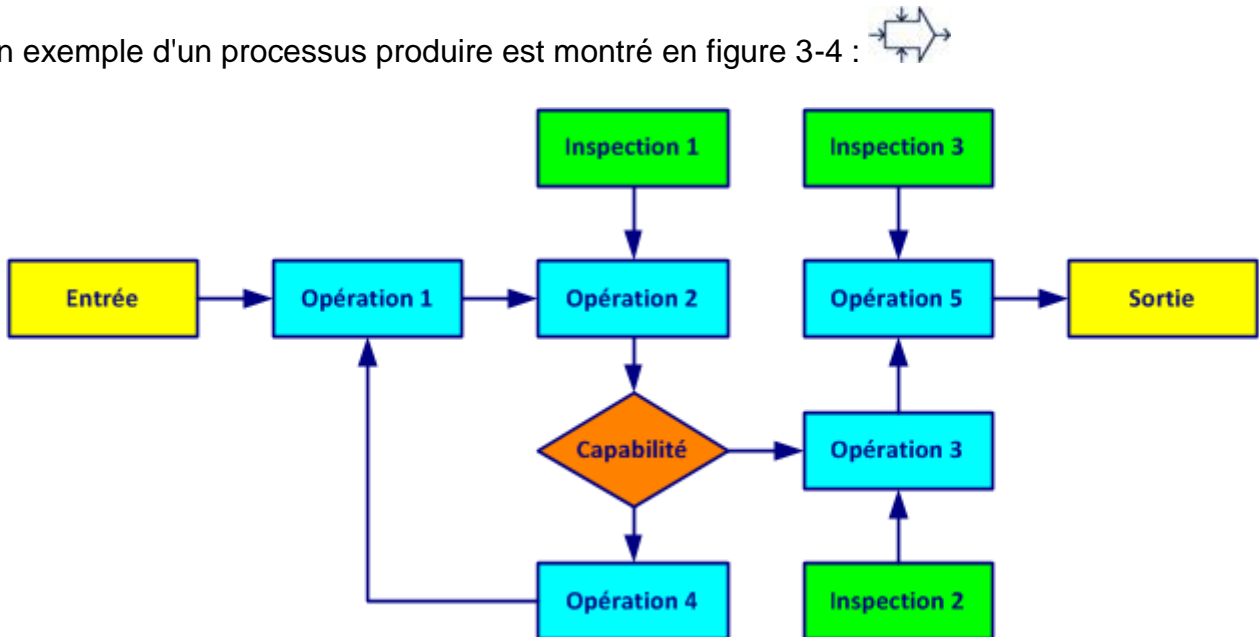 n exemple d'un processus produire est montré en figure 3-4 :
Inspection 1
Inspection 3
Entrée
Opération 1
Opération 2
Opération 5
Sortie
Capabilité
Opération 3
Opération 4
Inspection 2